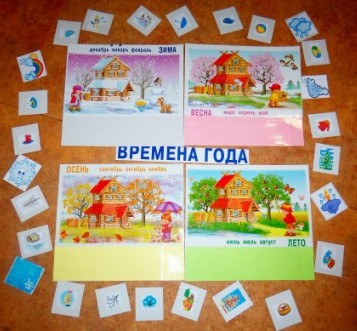 декабрь январь февраль ЗИМА
ВЕСНА март апрель май
ВРЕМЕНА ГОДА
ОСЕНЬ сентябрь октябрь ноябрь
июнь июль август ЛЕТО